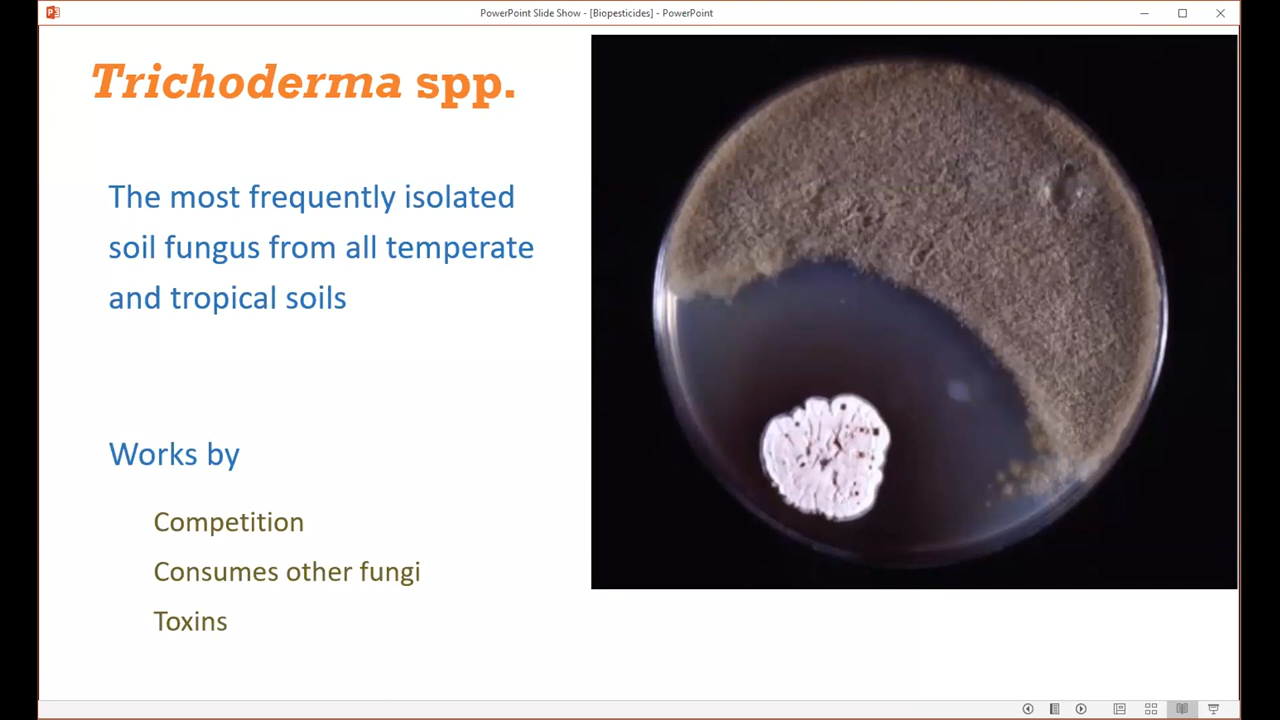 PowerPoint Slide Show - [Biopesticides] - PowerPoint
Trichoderma spp.
The most frequently isolated
soil fungus from all temperate
and tropical soils
Works by
Competition
Consumes other fungi
Toxins